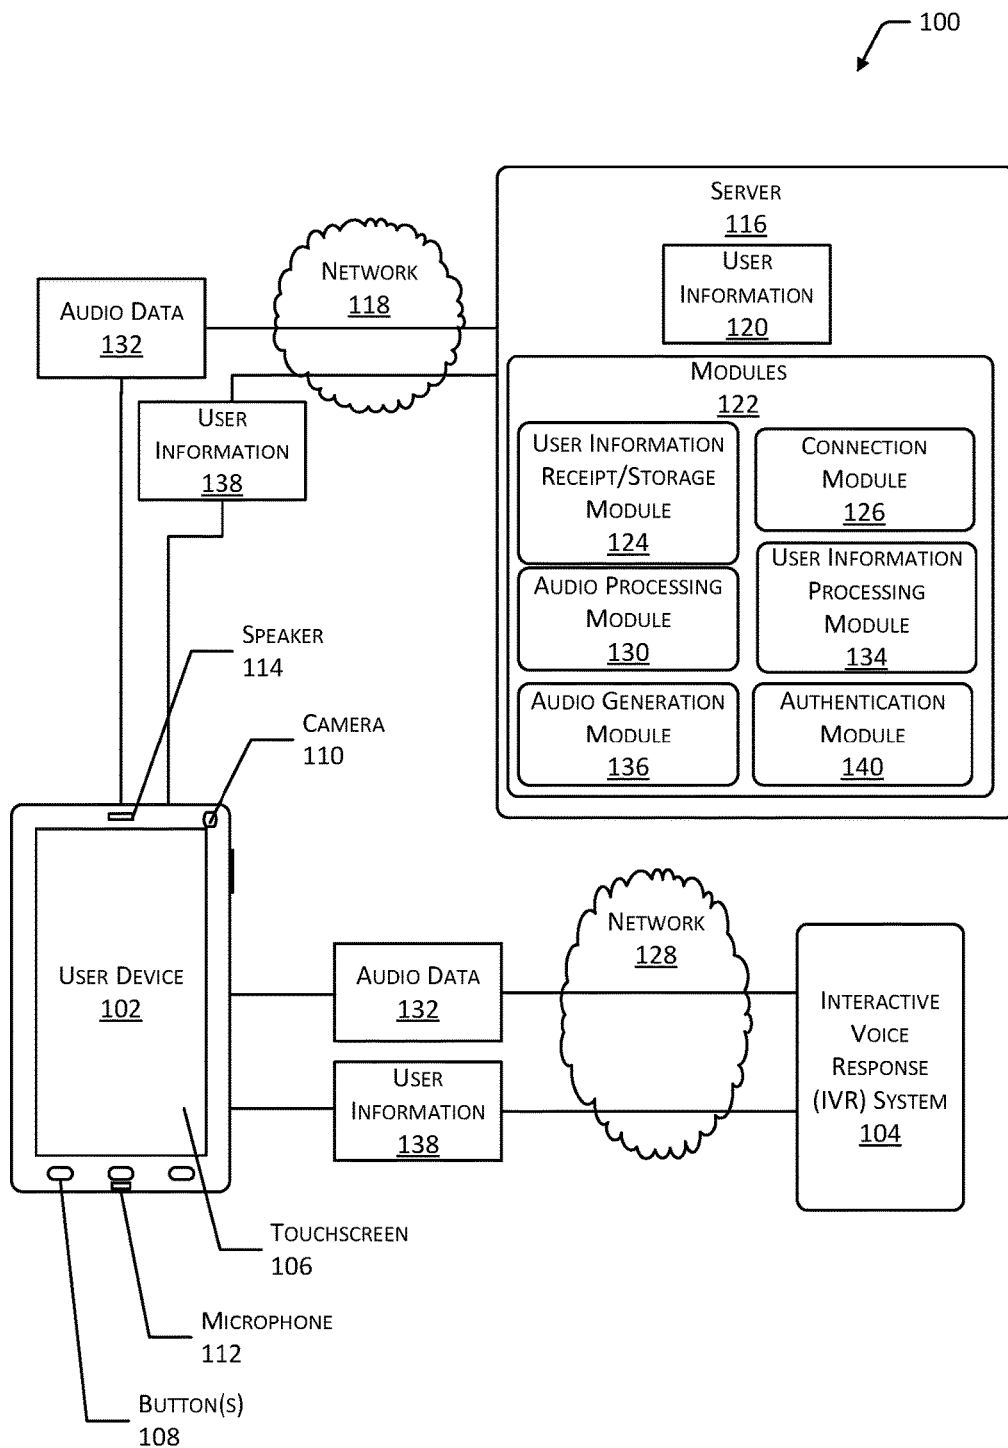 100
SERVER
116
USER
INFORMATION
120
NETWORK
118
AUDIO DATA
132
USER
INFORMATION
138
MODULES
122
USER INFORMATION
RECEIPT/STORAGE
MODULE
124
CONNECTION
MODULE
126
AUDIO PROCESSING
MODULE
130
USER INFORMATION
PROCESSING
MODULE
134
AUDIO GENERATION
MODULE
136
AUTHENTICATION
MODULE
140
SPEAKER
114
CAMERA
110
USER DEVICE
102
AUDIO DATA
132
USER
INFORMATION
138
NETWORK
128
INTERACTIVE
VOICE
RESPONSE
(IVR) SYSTEM
104
TOUCHSCREEN
106
MICROPHONE
112
BUTTON(S)
108